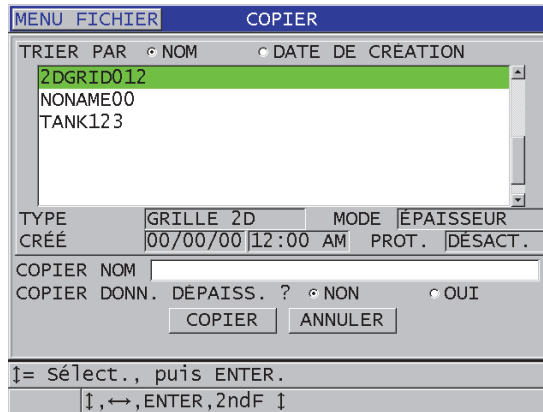 MENU FICHIER COPIER
TRIER PAR NOM DATE DE CRÉATION
2DGRID012
NONAME00
TANK123
TYPE GRILLE 2D MODE ÉPAISSEUR
CRÉÉ 00/00/00 12:00 AM PROT. DÉSACT.
COPIER NOM
COPIER DONN. DÉPAISS. ? NON OUI
COPIER ANNULER
↕= Sélect., puis ENTER.
↕,↔,ENTER,2ndF ↕